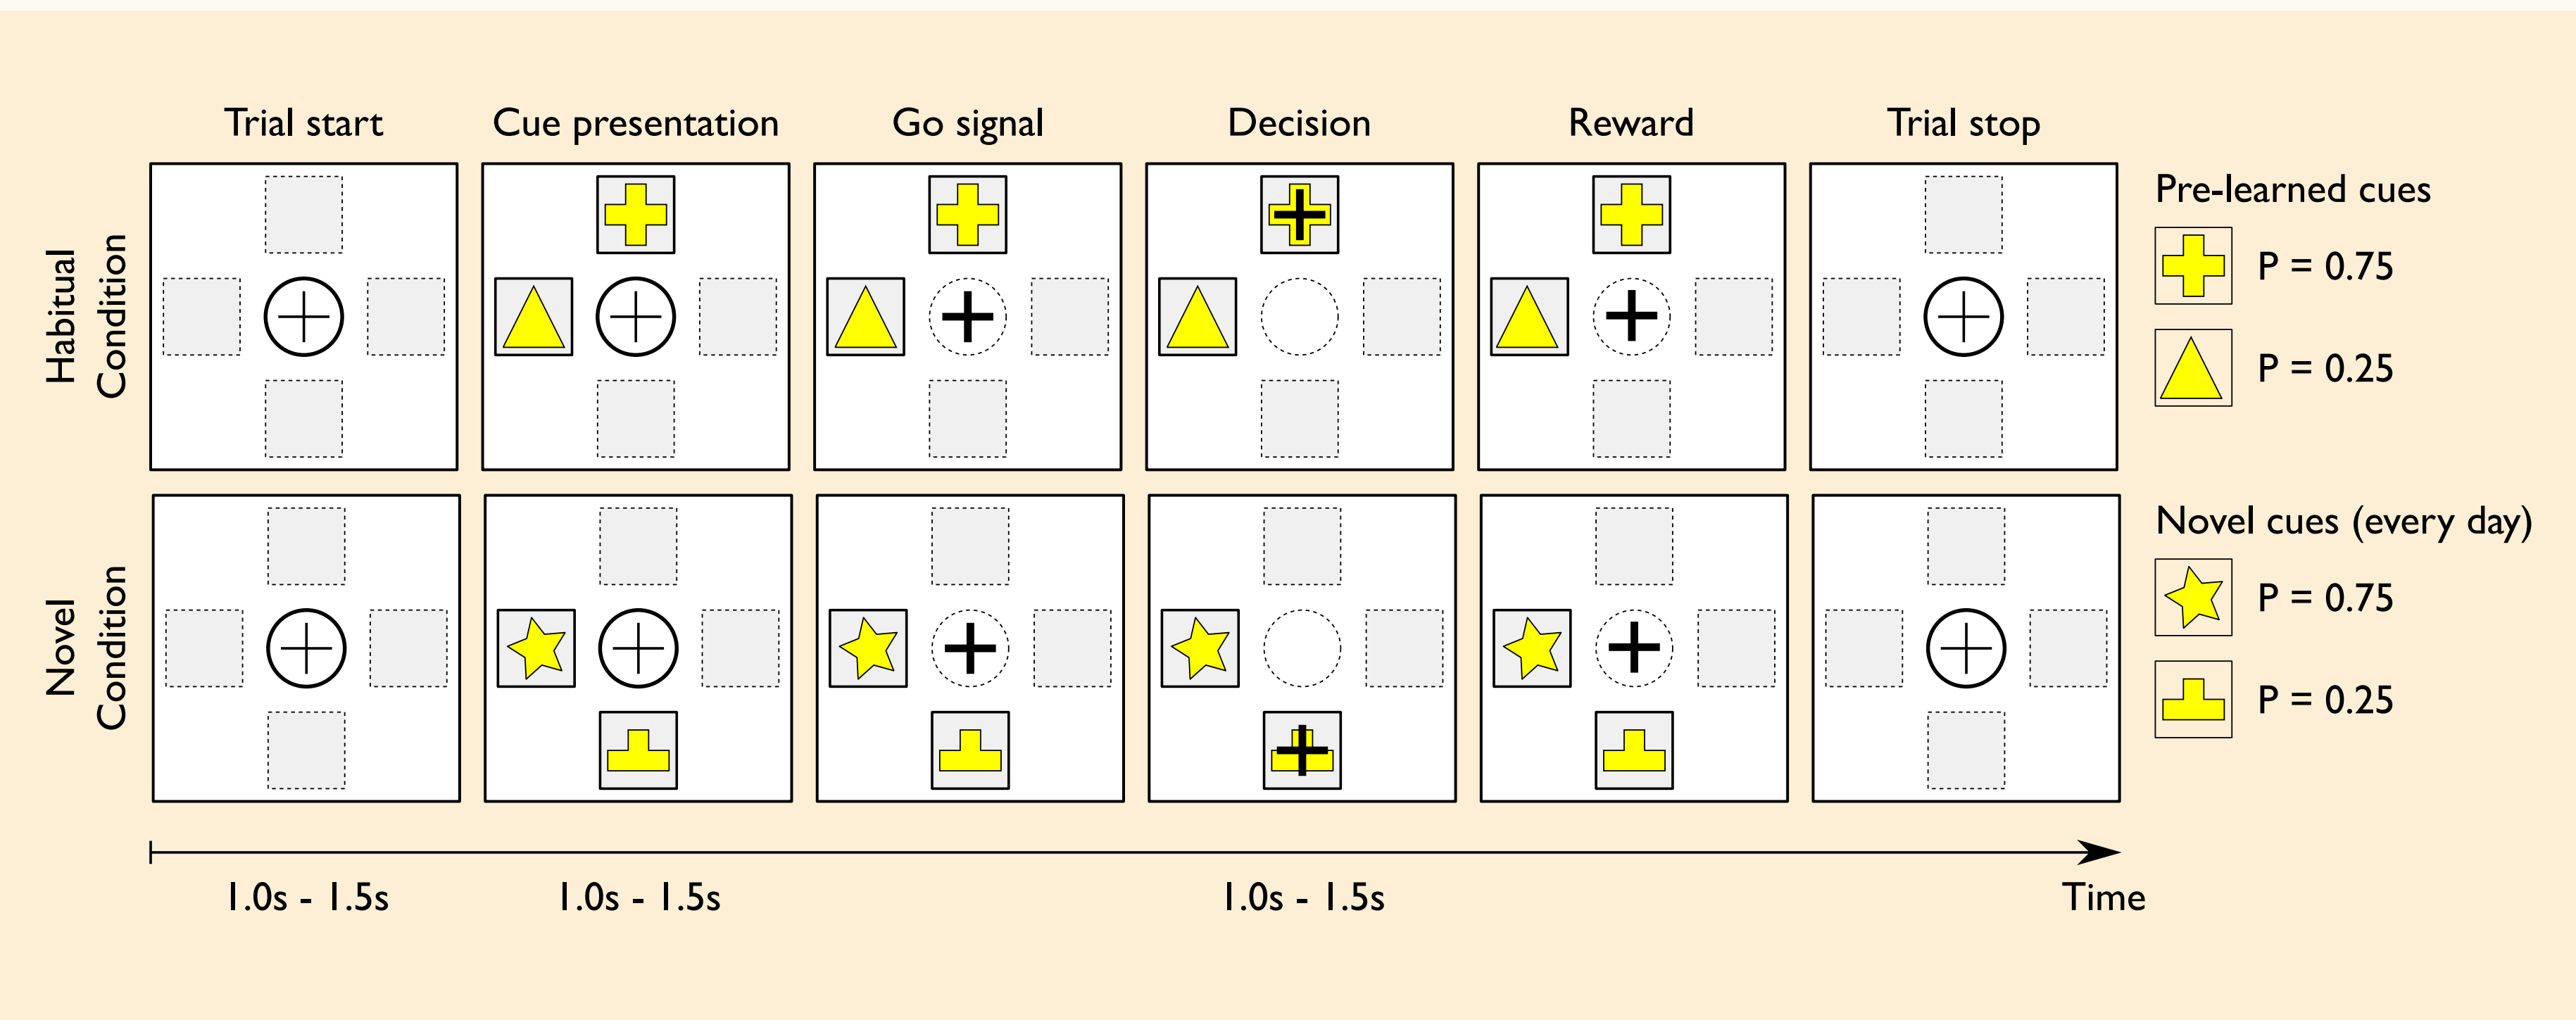 Trial start
Cue presentation
Go signal
Decision
Reward
Trial stop
Habitual
Condition
Pre-learned cues
P = 0.75
P = 0.25
Novel
Condition
Novel cues (every day)
P = 0.75
P = 0.25
1.0s - 1.5s
1.0s - 1.5s
1.0s - 1.5s
Time